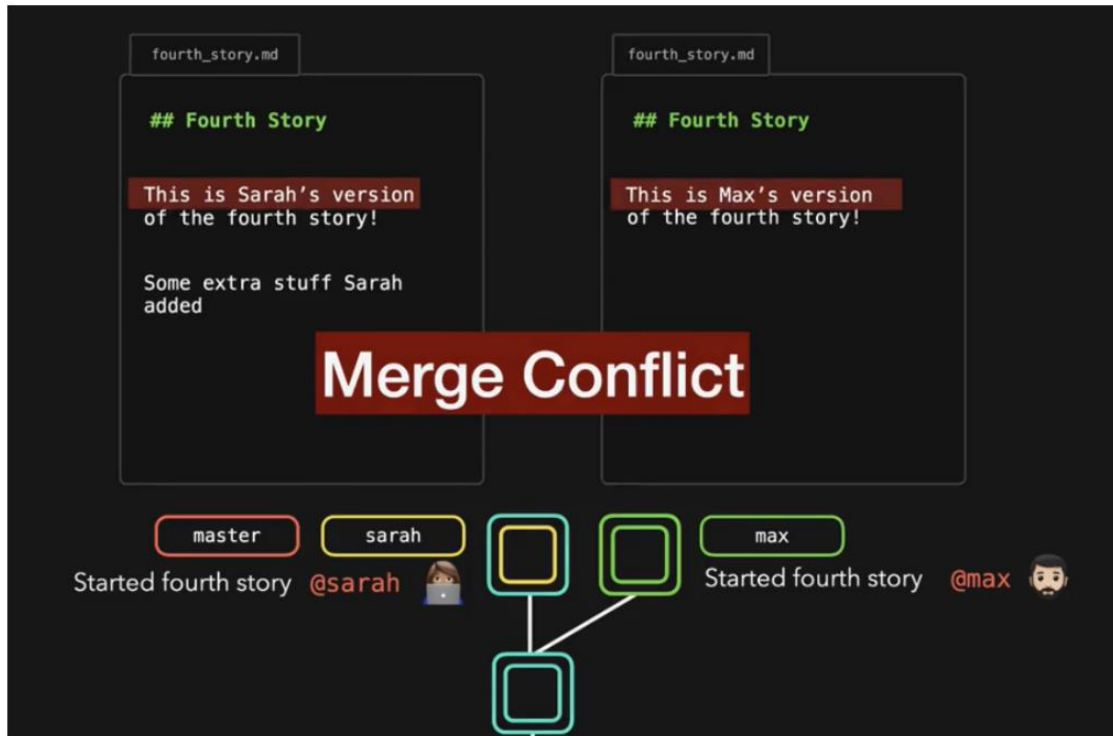 fourth_story.md
## Fourth Story
This is Sarah’s version
of the fourth story!
Some extra stuff Sarah
added
fourth_story.md
## Fourth Story
This is Max’s version
of the fourth story!
Merge Conflict
master
sarah
Started fourth story @sarah
max
Started fourth story @max